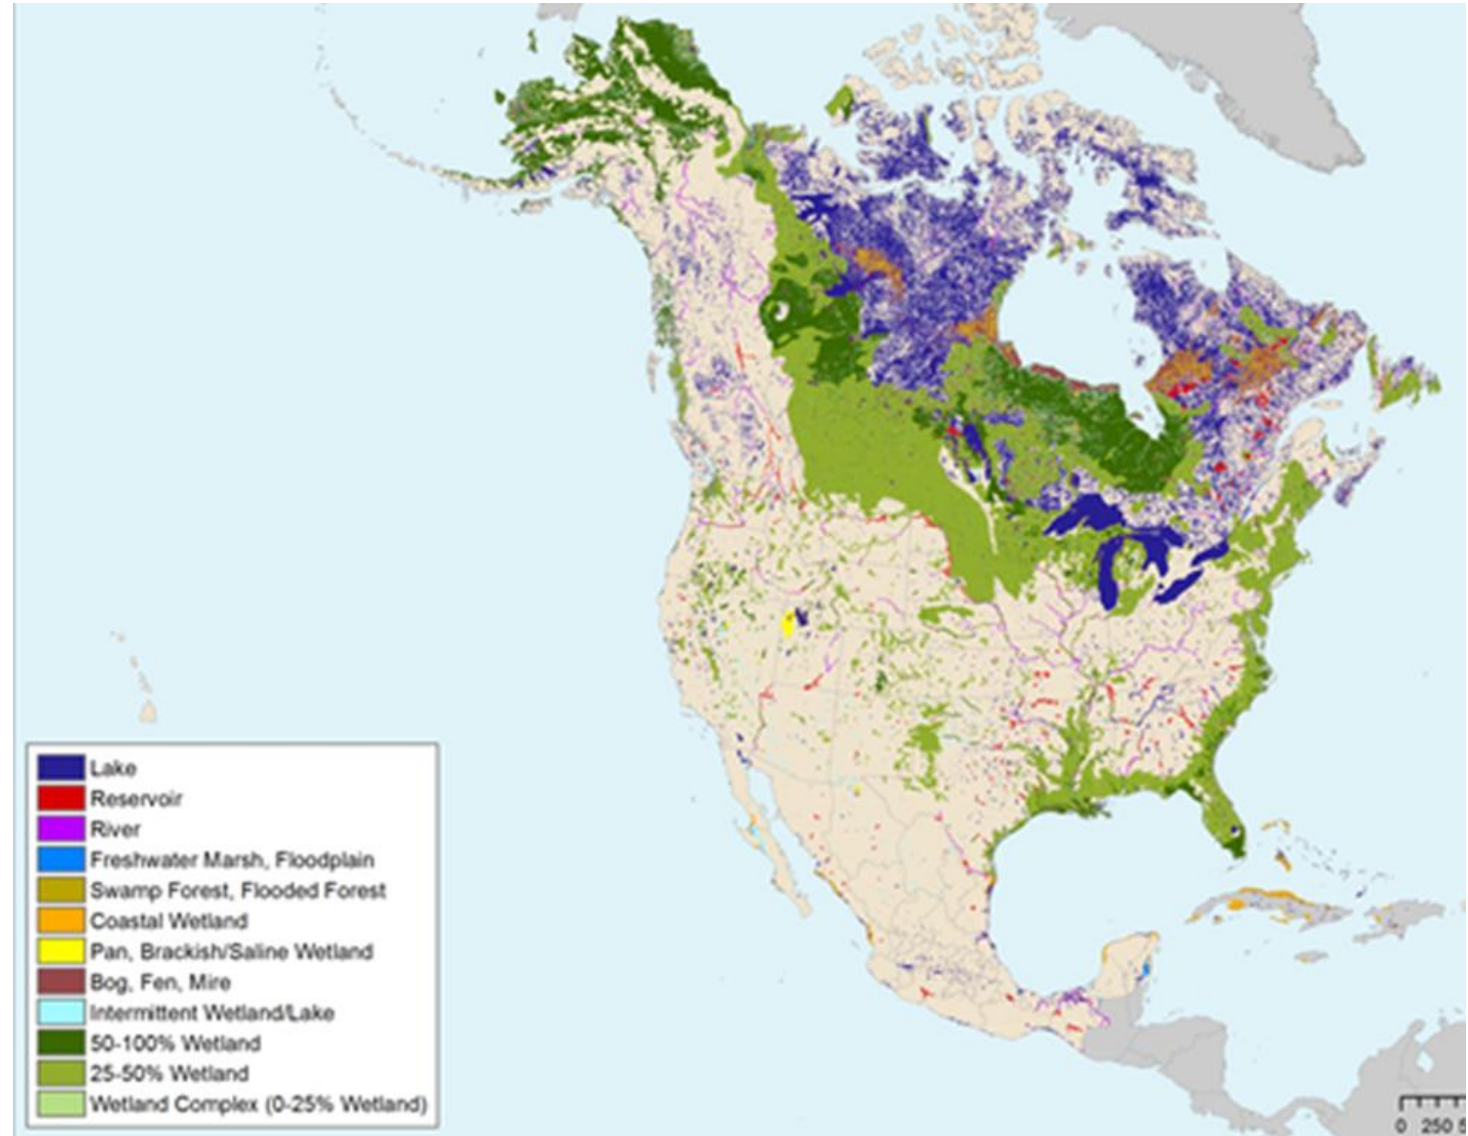 Lake
Reservoir
River
Freshwater Marsh, Floodplain
Swamp Forest, Flooded Forest
Coastal Wetland
Pan, Brackish/Saline Wetland
Bog, Fen, Mire
Intermittent Wetland/Lake
50-100% Wetland
25-50% Wetland
Wetland Complex (0-25% Wetland)
0 250 5